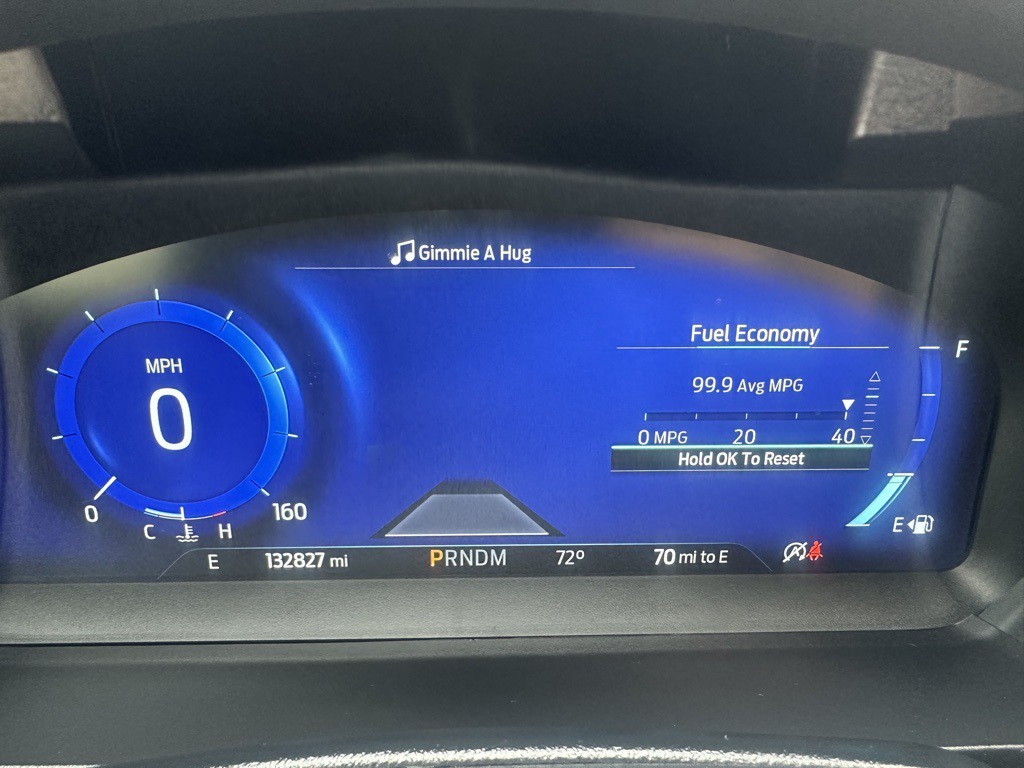 Gimmie A Hug
Fuel Economy
F
99.9 Avg MPG
0 MPG 20 40
Hold OK To Reset
MPH
0
0 160
C H
E
E 132827 mi PRNDM 72º 70 mi to E